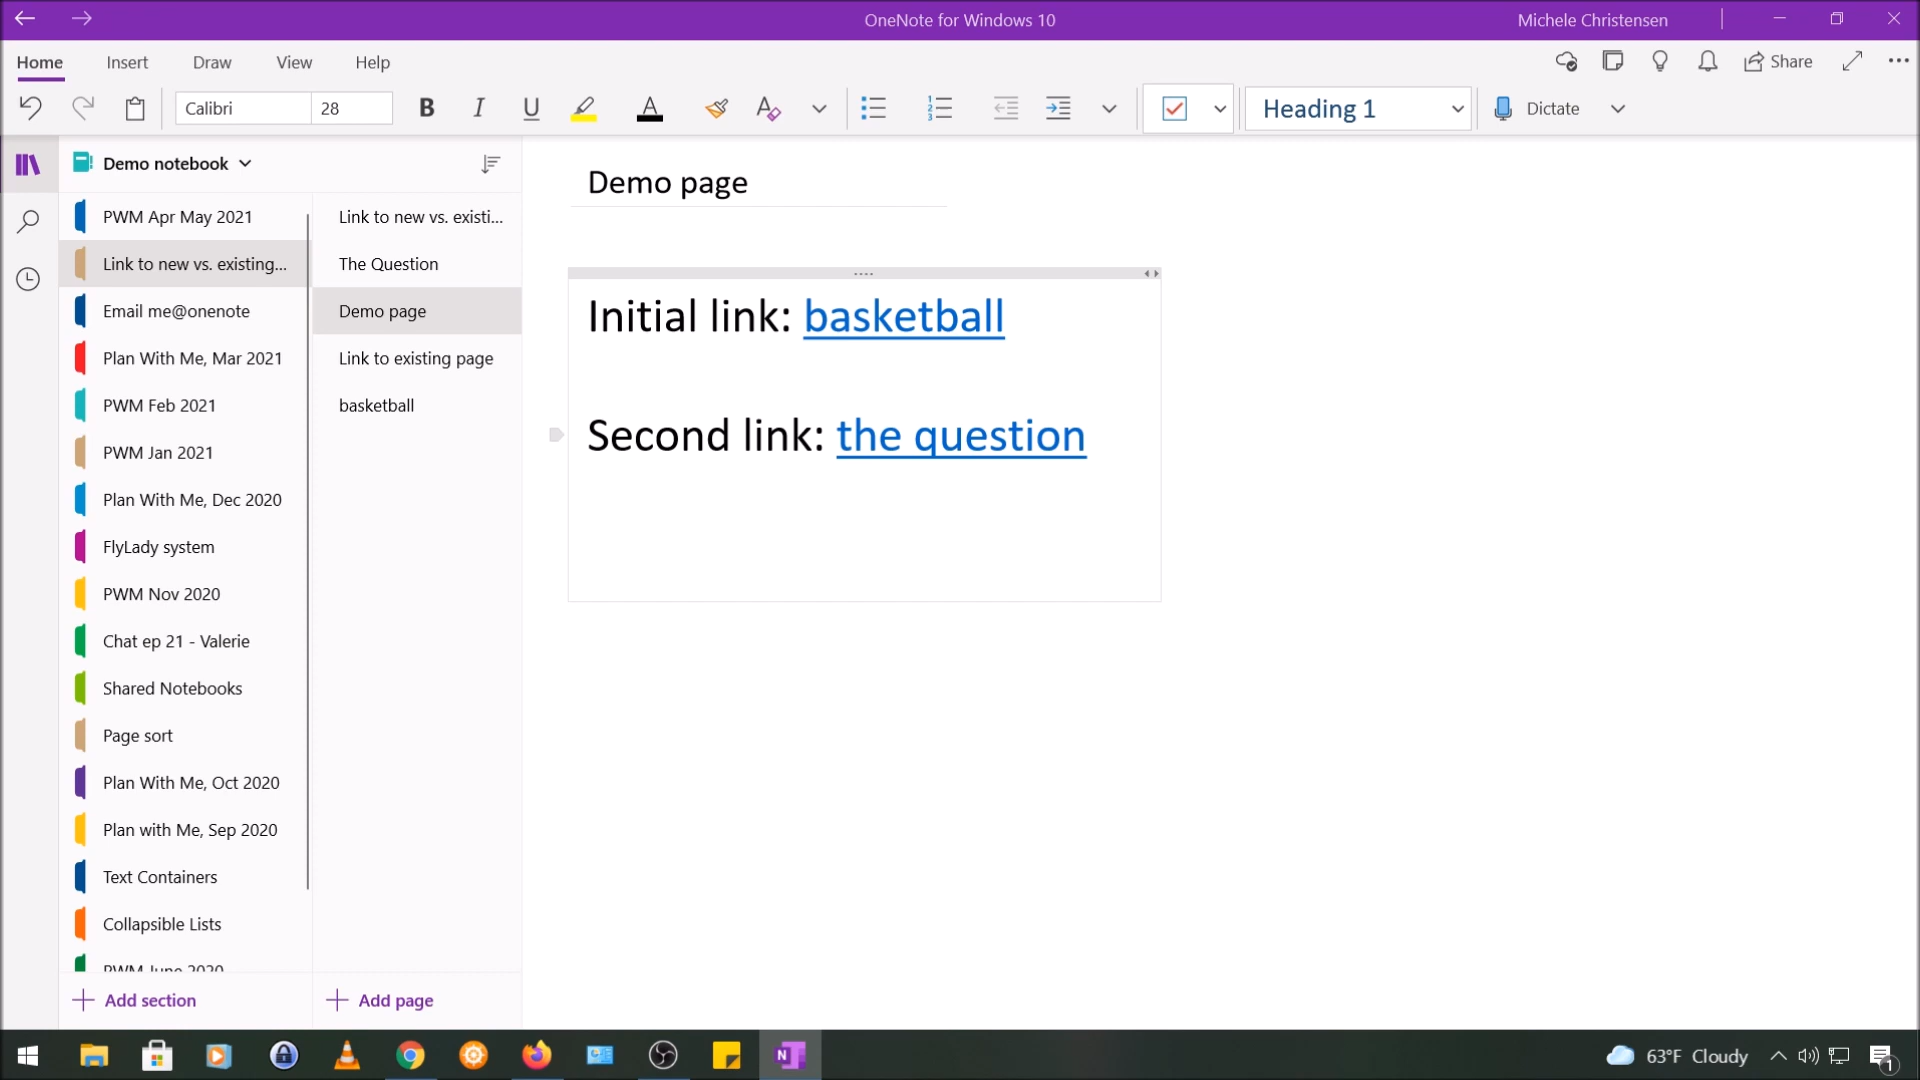 OneNote for Windows 10
Michele Christensen
Home Insert Draw View Help
Share
Calibri 28 B I U A A Heading 1 Dictate
Demo notebook
PWM Apr May 2021
Link to new vs. existing...
Email me@onenote
Plan With Me, Mar 2021
PWM Feb 2021
PWM Jan 2021
Plan With Me, Dec 2020
FlyLady system
PWM Nov 2020
Chat ep 21 - Valerie
Shared Notebooks
Page sort
Plan With Me, Oct 2020
Plan with Me, Sep 2020
Text Containers
Collapsible Lists
PWM June 2020
Add section
Link to new vs. existi...
The Question
Demo page
Link to existing page
basketball
Add page
Demo page
Initial link: basketball
Second link: the question
N
63°F Cloudy
1